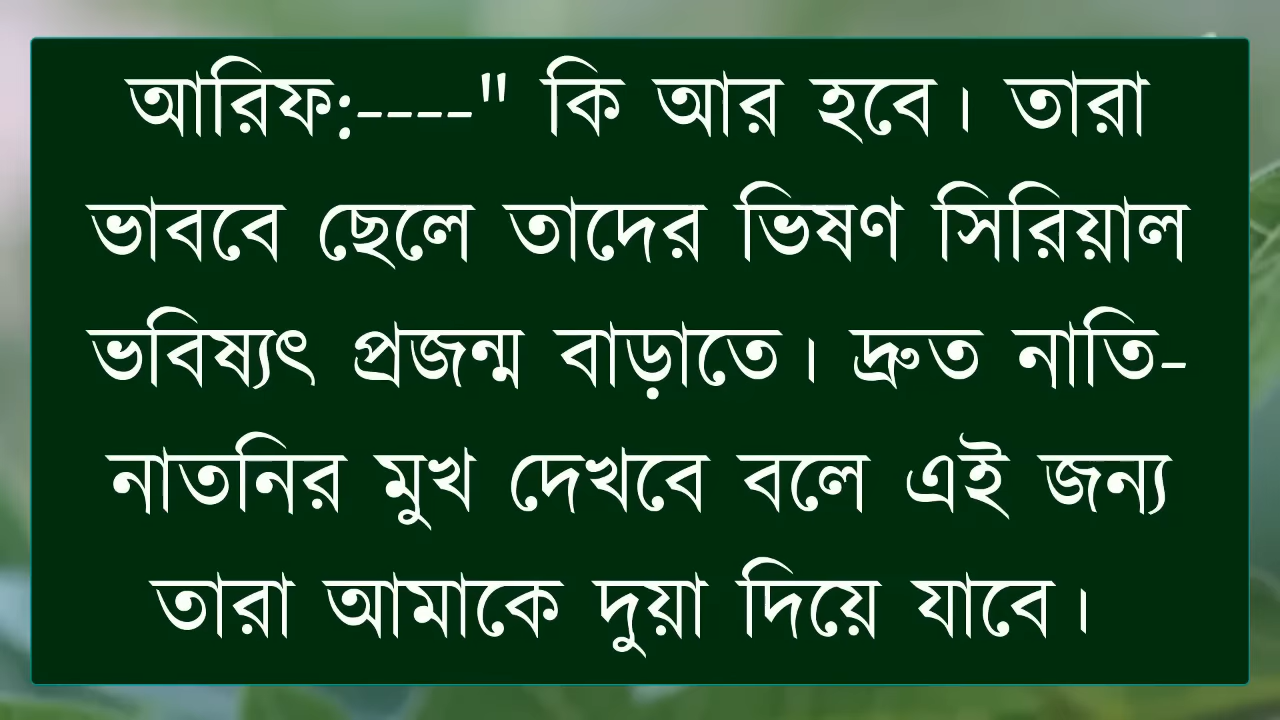 আরিফ:----" কি আর হবে। তারা
ভাববে ছেলে তাদের ভিষণ সিরিয়াল
ভবিষ্যৎ প্রজন্ম বাড়াতে। দ্রুত নাতি-
নাতনির মুখ দেখবে বলে এই জন্য
তারা আমাকে দুয়া দিয়ে যাবে।